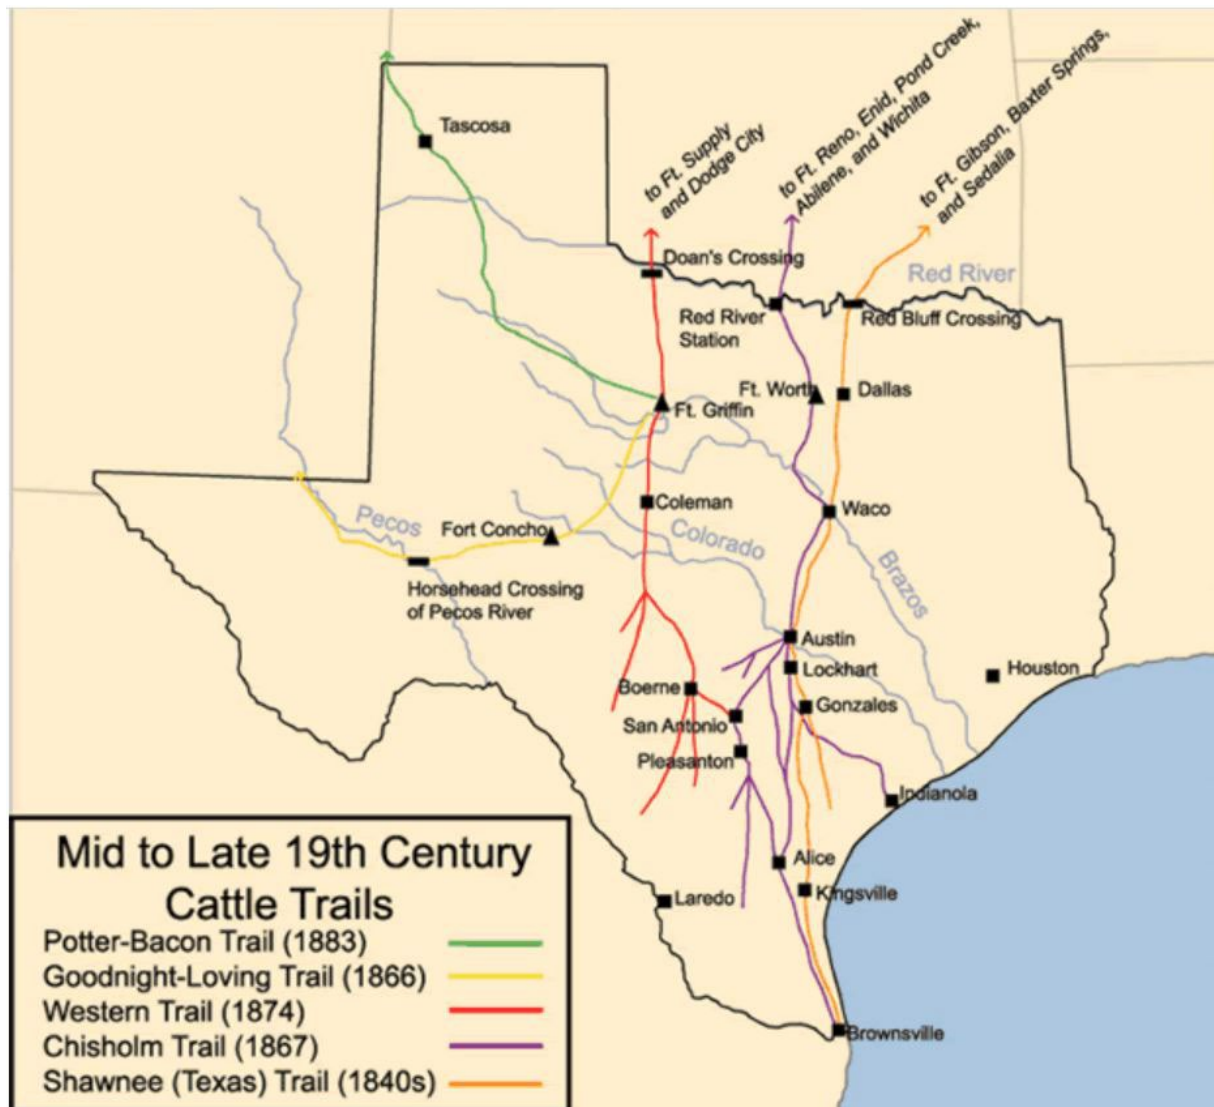 to Ft. Supply
and Dodge City
to Ft. Reno, Enid, Pond Creek,
Abilene, and Wichita
to Ft. Gibson, Baxter Springs,
and Sedalia
Tascosa
Doan's Crossing
Red River
Red River
Station
Red Bluff Crossing
Ft. Worth
Dallas
Ft. Griffin
Coleman
Waco
Pecos
Fort Concho
Colorado
Brazos
Horsehead Crossing
of Pecos River
Austin
Lockhart
Houston
Boerne
Gonzales
San Antonio
Pleasanton
Indianola
Alice
Kingsville
Laredo
Brownsville
Mid to Late 19th Century
Cattle Trails
Potter-Bacon Trail (1883)
Goodnight-Loving Trail (1866)
Western Trail (1874)
Chisholm Trail (1867)
Shawnee (Texas) Trail (1840s)